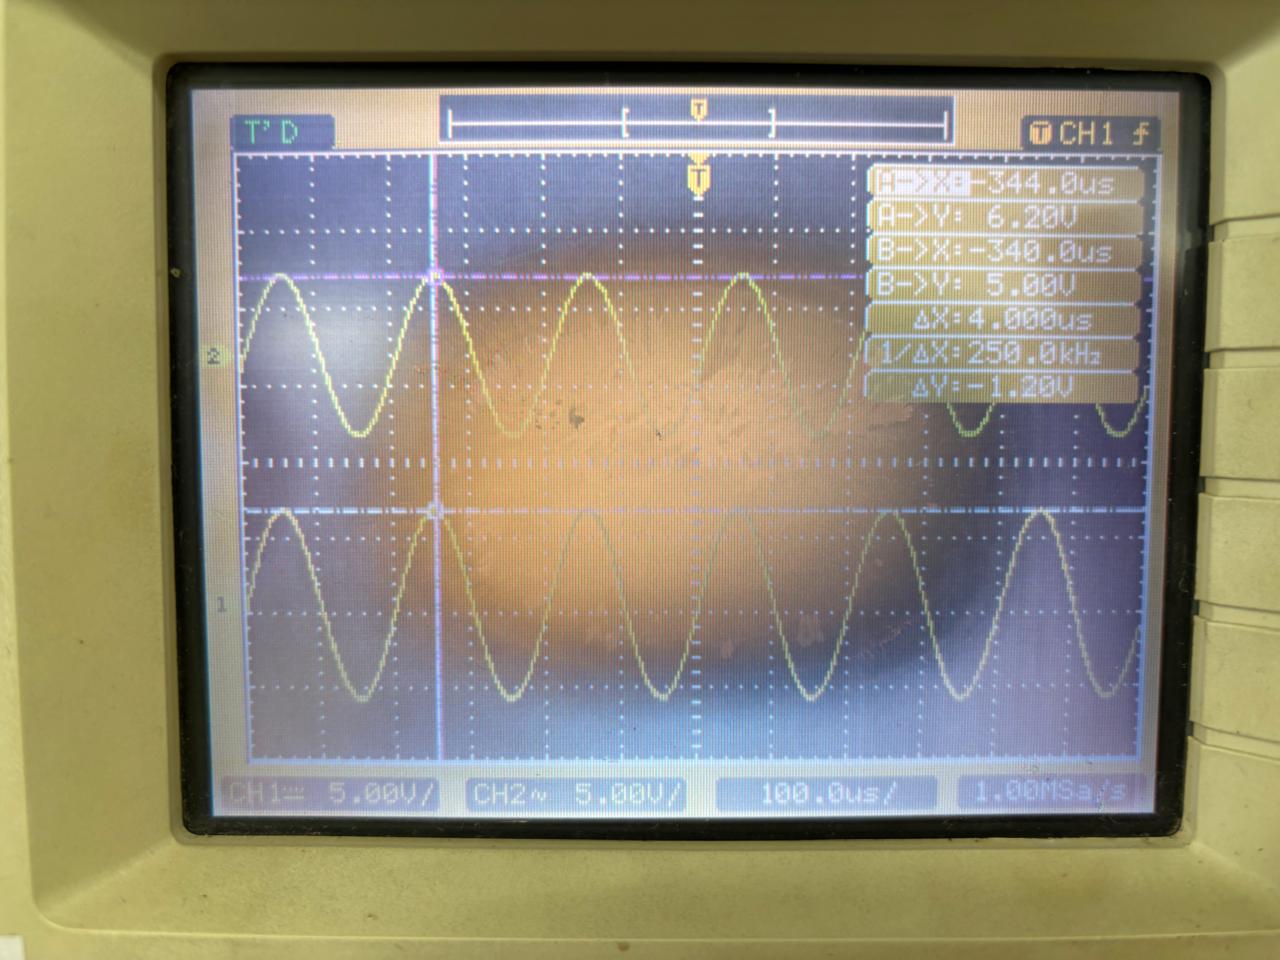 T'D
T
T CH1
T
A->X:-344.0us
A->Y: 6.20V
B->X:-340.0us
B->Y: 5.00V
ΔX:4.000us
1/ΔX:250.0kHz
ΔY:-1.20V
2
1
CH1⎓ 5.00V/ CH2~ 5.00V/ 100.0us/ 1.00MSa/s